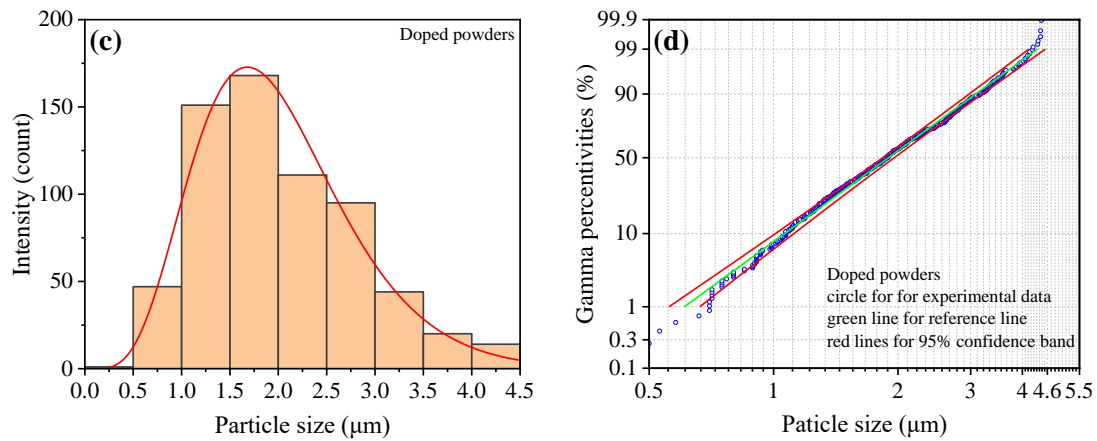 (c)
Doped powders
200
150
100
50
0
Intensity (count)
0.0 0.5 1.0 1.5 2.0 2.5 3.0 3.5 4.0 4.5
Particle size (μm)
(d)
99.9
99
90
50
10
1
0.3
0.1
Gamma percentivities (%)
Doped powders
circle for for experimental data
green line for reference line
red lines for 95% confidence band
0.5 1 2 3 4 4.6 5.5
Paticle size (μm)